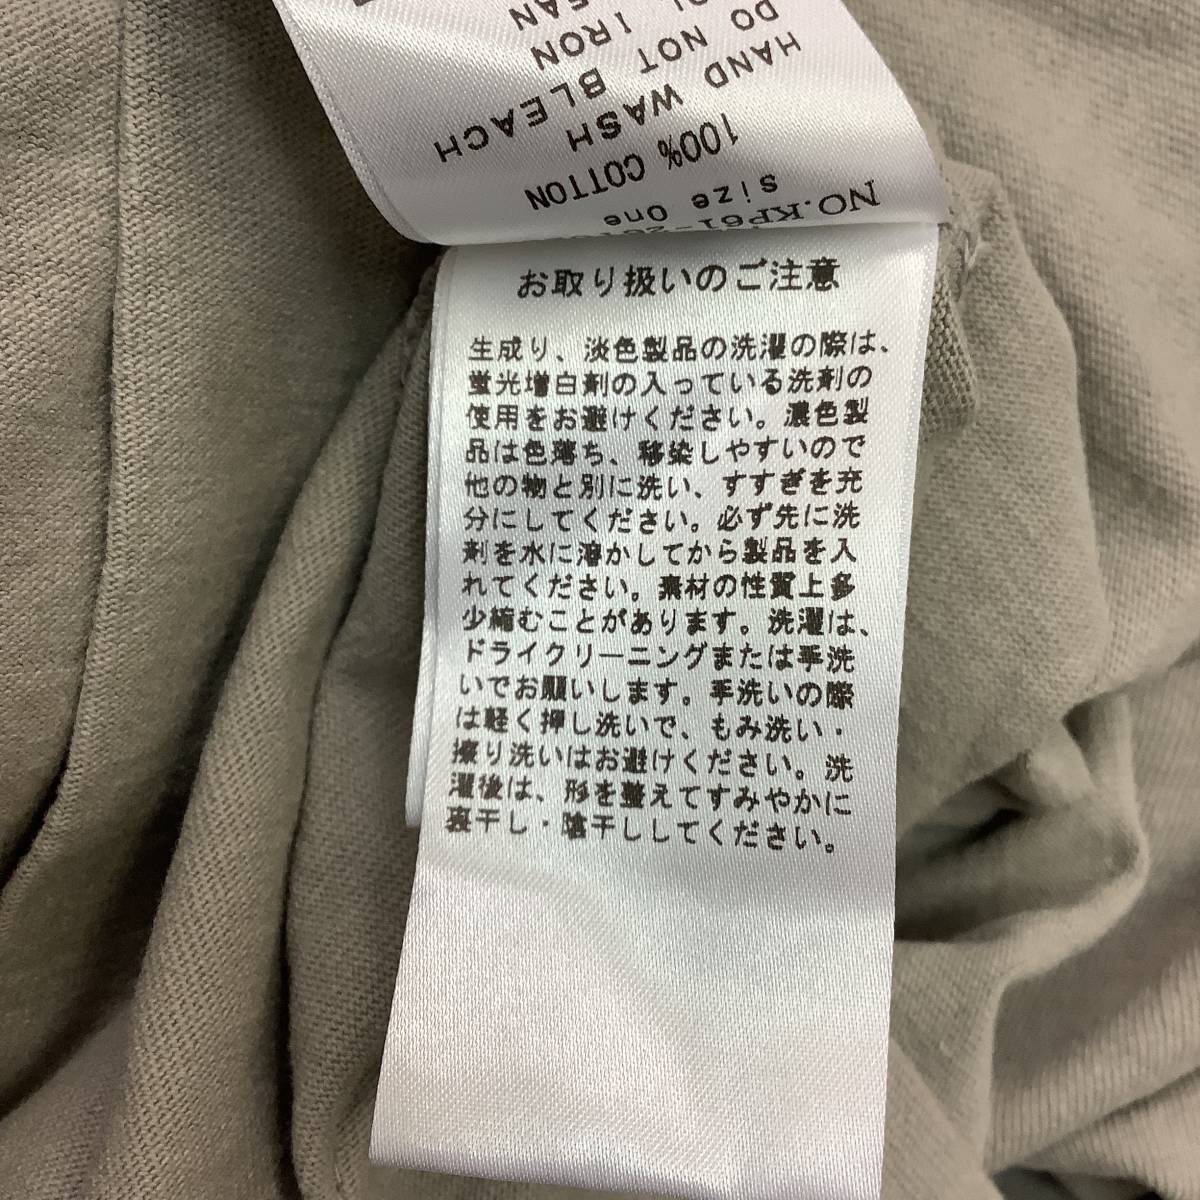 NO.KP61-
Size One
100% COTTON
HAND WASH
DO NOT BLEACH
IRON
お取り扱いのご注意
生成り、淡色製品の洗濯の際は、
蛍光増白剤の入っている洗剤の
使用をお避けください。濃色製
品は色落ち、移染しやすいので
他の物と別に洗い、すすぎを充
分にしてください。必ず先に洗
剤を水に溶かしてから製品を入
れてください。素材の性質上多
少縮むことがあります。洗濯は、
ドライクリーニングまたは手洗
いでお願いします。手洗いの際
は軽く押し洗いで、もみ洗い・
擦り洗いはお避けください。洗
濯後は、形を整えてすみやかに
裏干し・陰干ししてください。